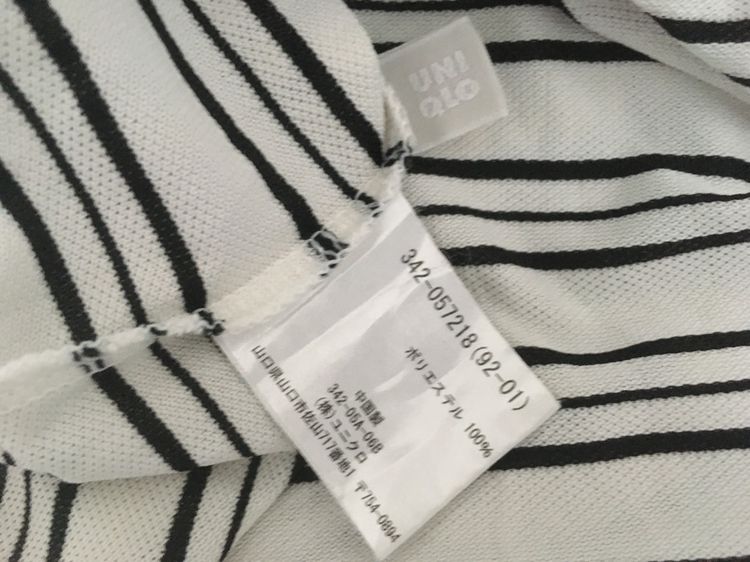 UNI
QLO
342-057218(92-01)
ポリエステル 100%
中国製
342-05A-06B
(株)ユニクロ
山口県山口市佐山717番地1 〒754-0894